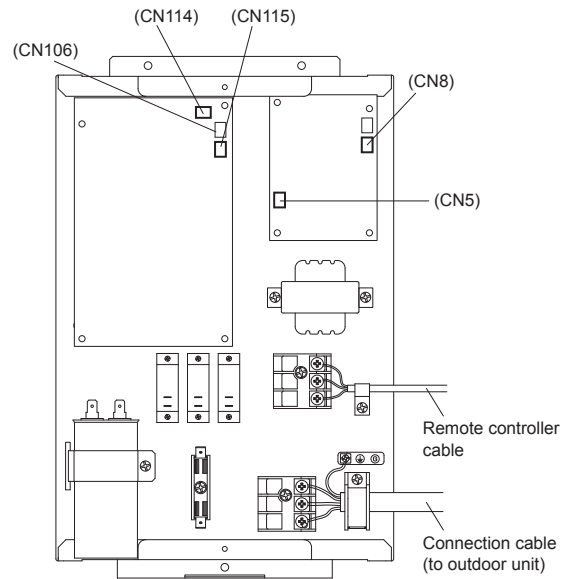 (CN114)
(CN115)
(CN106)
(CN8)
(CN5)
Remote controller
cable
Connection cable
(to outdoor unit)